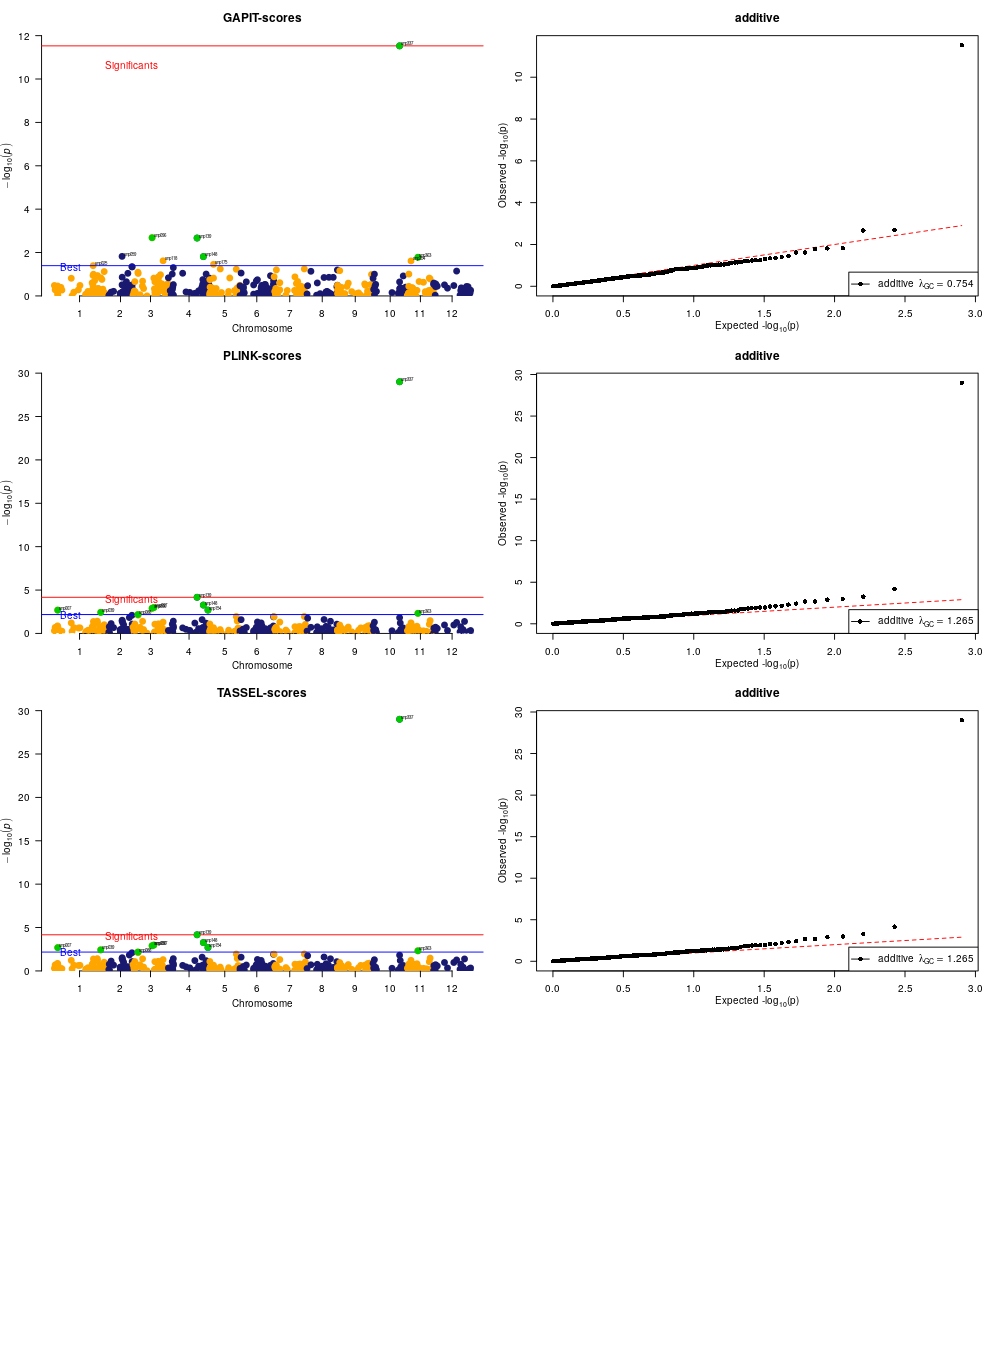 GAPIT-scores
12
10
8
6
4
2
0
− log10(p)
Significants
Best
1 2 3 4 5 6 7 8 9 10 11 12
Chromosome
additive
10
8
6
4
2
0
Observed -log10(p)
additive λGC = 0.754
0.0 0.5 1.0 1.5 2.0 2.5 3.0
Expected -log10(p)
PLINK-scores
30
25
20
15
10
5
0
− log10(p)
Significants
Best
1 2 3 4 5 6 7 8 9 10 11 12
Chromosome
additive
30
25
20
15
10
5
0
Observed -log10(p)
additive λGC = 1.265
0.0 0.5 1.0 1.5 2.0 2.5 3.0
Expected -log10(p)
TASSEL-scores
30
25
20
15
10
5
0
− log10(p)
Significants
Best
1 2 3 4 5 6 7 8 9 10 11 12
Chromosome
additive
30
25
20
15
10
5
0
Observed -log10(p)
additive λGC = 1.265
0.0 0.5 1.0 1.5 2.0 2.5 3.0
Expected -log10(p)